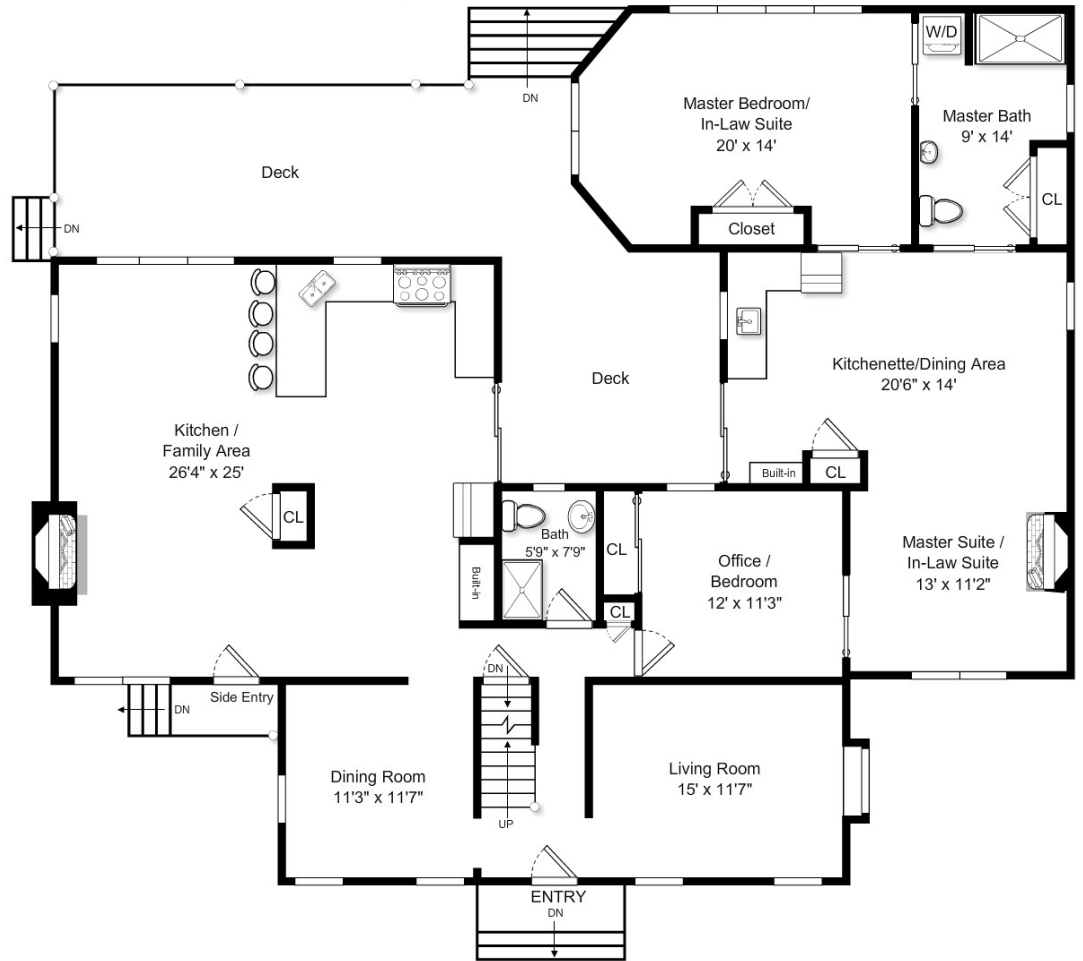 W/D
DN
Master Bedroom/
In-Law Suite
20' x 14'
Master Bath
9' x 14'
Deck
CL
DN
Closet
Deck
Kitchenette/Dining Area
20'6" x 14'
Kitchen /
Family Area
26'4" x 25'
Built-in
CL
CL
Bath
5'9" x 7'9"
CL
Office /
Bedroom
12' x 11'3"
Master Suite /
In-Law Suite
13' x 11'2"
Built-in
CL
DN
Side Entry
DN
Dining Room
11'3" x 11'7"
Living Room
15' x 11'7"
UP
ENTRY
DN